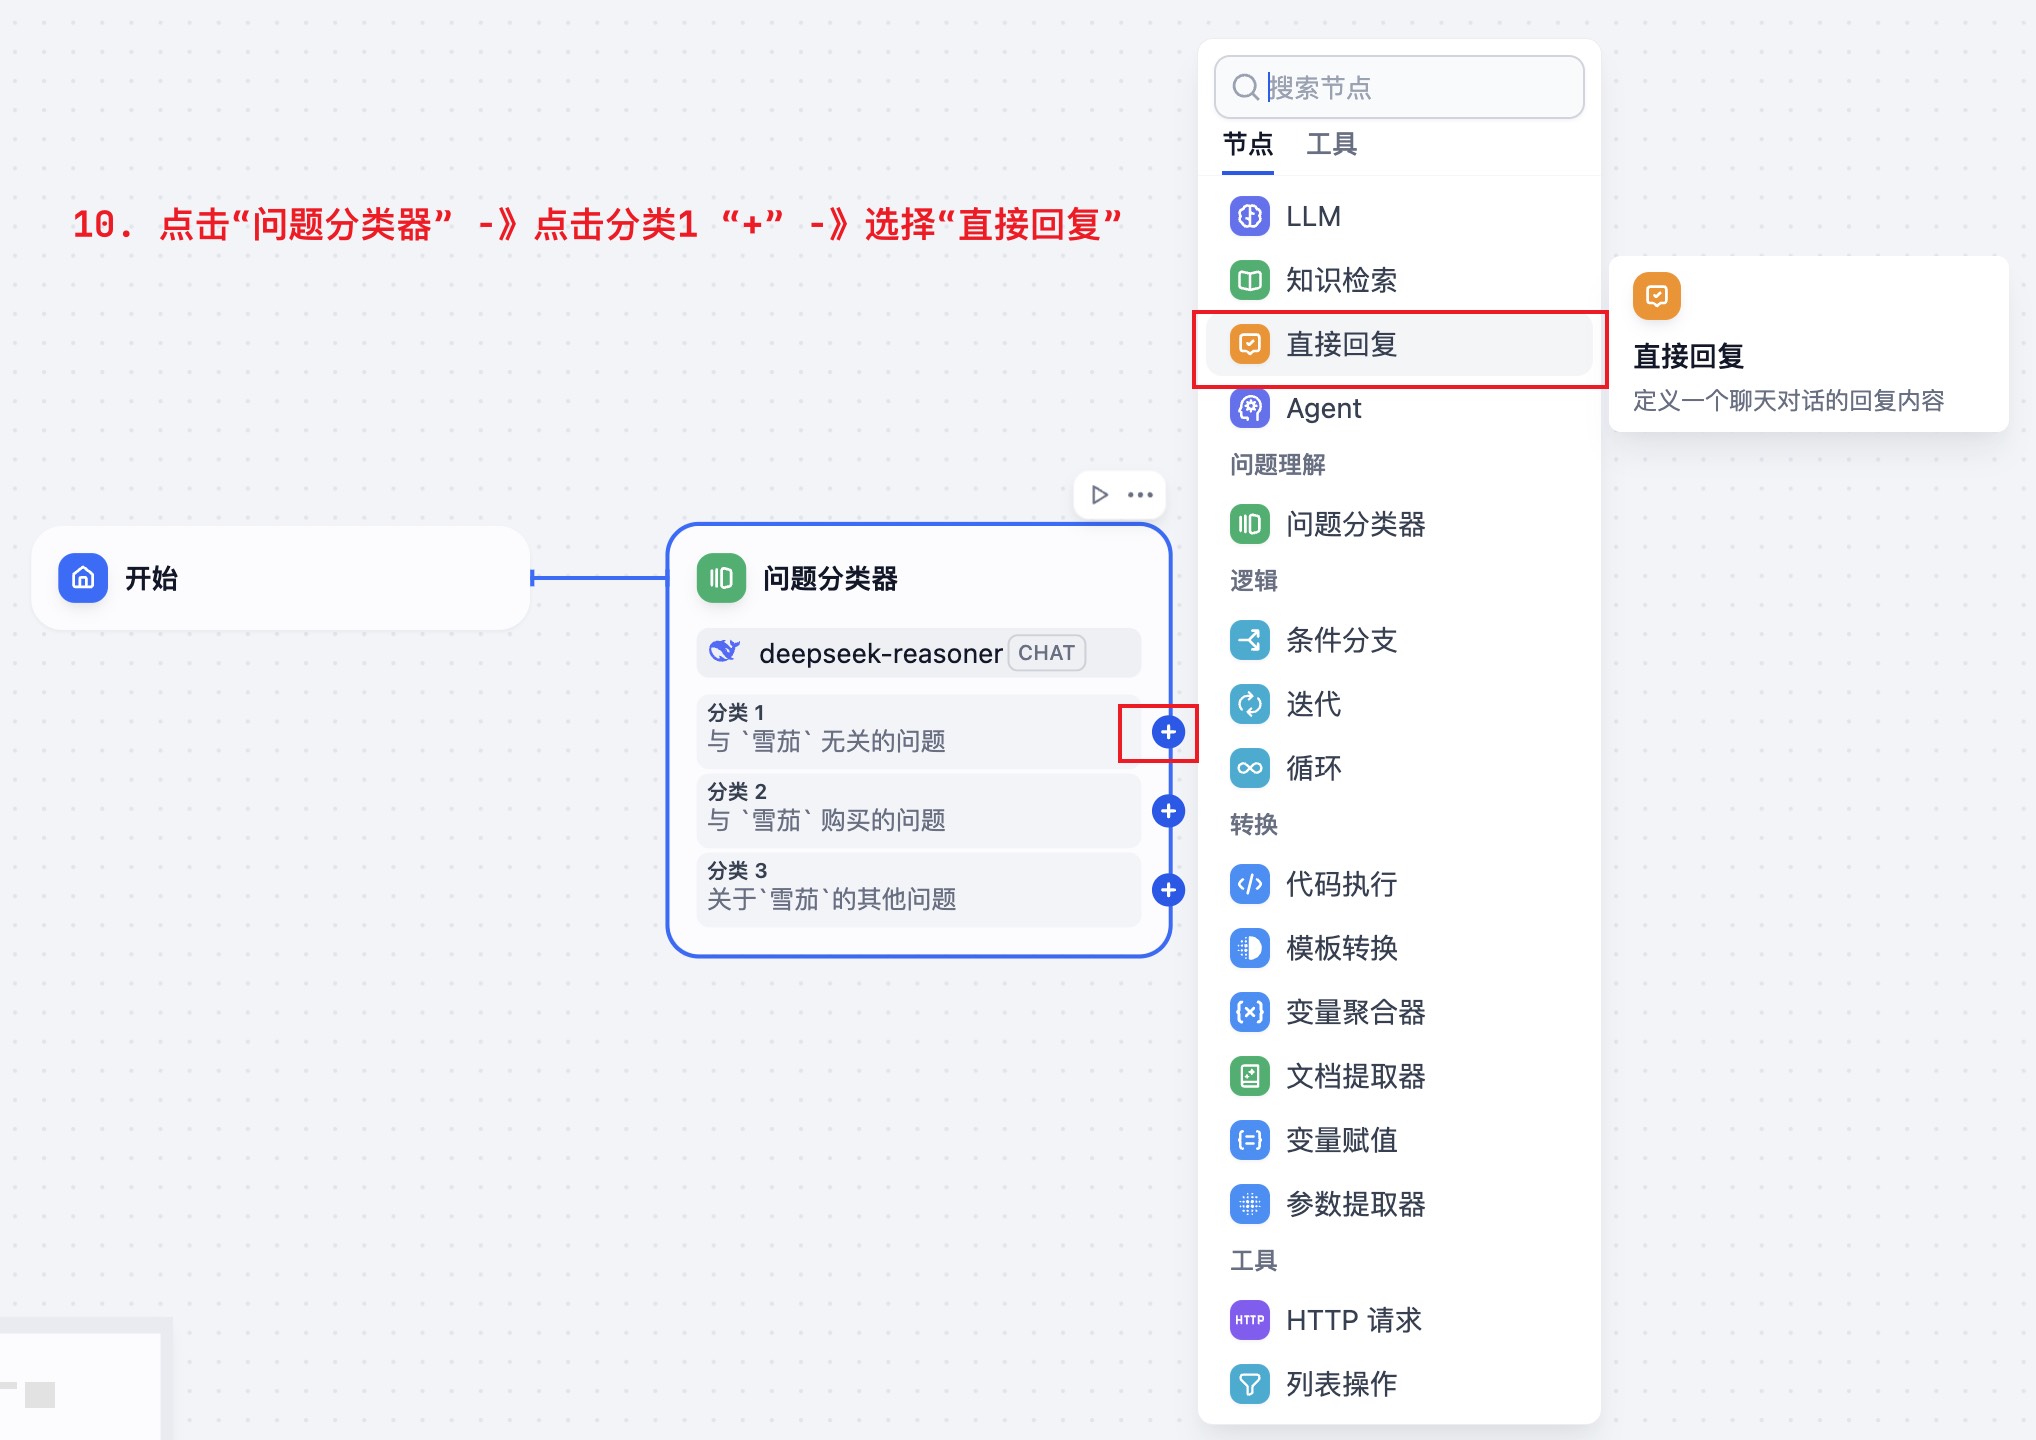 搜索节点
节点 工具
10. 点击“问题分类器” -》点击分类1 “+” -》选择“直接回复”
LLM
知识检索
直接回复
Agent
直接回复
定义一个聊天对话的回复内容
问题理解
问题分类器
逻辑
条件分支
迭代
循环
转换
代码执行
模板转换
变量聚合器
文档提取器
变量赋值
参数提取器
工具
HTTP 请求
列表操作
开始
问题分类器
deepseek-reasoner CHAT
分类 1
与 `雪茄` 无关的问题
分类 2
与 `雪茄` 购买的问题
分类 3
关于`雪茄`的其他问题